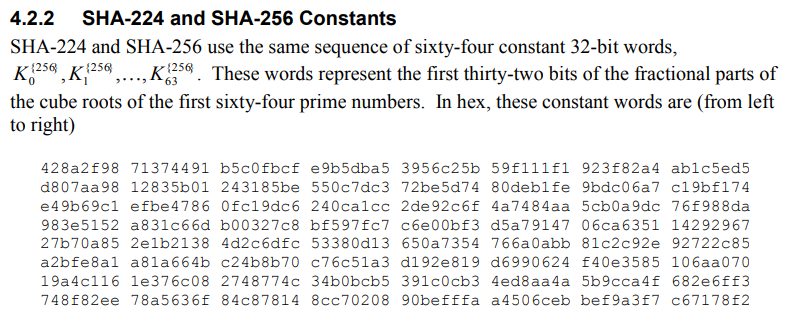 4.2.2 SHA-224 and SHA-256 Constants
SHA-224 and SHA-256 use the same sequence of sixty-four constant 32-bit words,
K₀^{256}, K₁^{256},…, K₆₃^{256}. These words represent the first thirty-two bits of the fractional parts of
the cube roots of the first sixty-four prime numbers. In hex, these constant words are (from left
to right)
428a2f98 71374491 b5c0fbcf e9b5dba5 3956c25b 59f111f1 923f82a4 ab1c5ed5
d807aa98 12835b01 243185be 550c7dc3 72be5d74 80deb1fe 9bdc06a7 c19bf174
e49b69c1 efbe4786 0fc19dc6 240ca1cc 2de92c6f 4a7484aa 5cb0a9dc 76f988da
983e5152 a831c66d b00327c8 bf597fc7 c6e00bf3 d5a79147 06ca6351 14292967
27b70a85 2e1b2138 4d2c6dfc 53380d13 650a7354 766a0abb 81c2c92e 92722c85
a2bfe8a1 a81a664b c24b8b70 c76c51a3 d192e819 d6990624 f40e3585 106aa070
19a4c116 1e376c08 2748774c 34b0bcb5 391c0cb3 4ed8aa4a 5b9cca4f 682e6ff3
748f82ee 78a5636f 84c87814 8cc70208 90befffa a4506ceb bef9a3f7 c67178f2